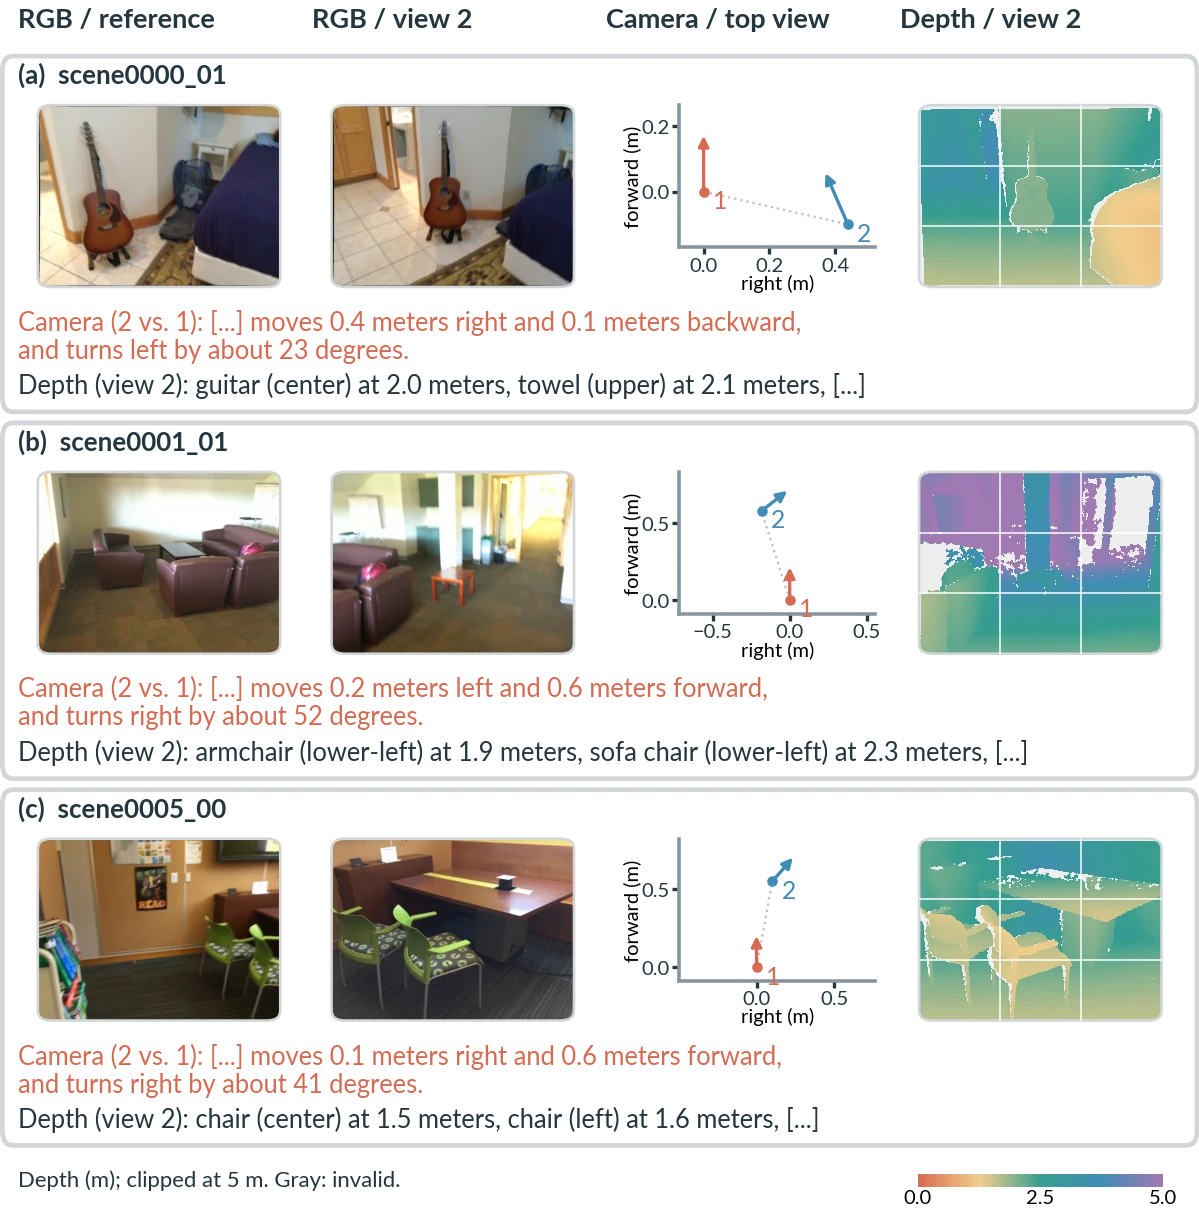 RGB / reference
RGB / view 2
Camera / top view
Depth / view 2
(a) scene0000_01
forward (m)
0.2
0.0
1
2
0.0 0.2 0.4
right (m)
Camera (2 vs. 1): [...] moves 0.4 meters right and 0.1 meters backward,
and turns left by about 23 degrees.
Depth (view 2): guitar (center) at 2.0 meters, towel (upper) at 2.1 meters, [...]
(b) scene0001_01
forward (m)
0.5
0.0
2
1
−0.5 0.0 0.5
right (m)
Camera (2 vs. 1): [...] moves 0.2 meters left and 0.6 meters forward,
and turns right by about 52 degrees.
Depth (view 2): armchair (lower-left) at 1.9 meters, sofa chair (lower-left) at 2.3 meters, [...]
(c) scene0005_00
READ
forward (m)
0.5
0.0
2
1
0.0 0.5
right (m)
Camera (2 vs. 1): [...] moves 0.1 meters right and 0.6 meters forward,
and turns right by about 41 degrees.
Depth (view 2): chair (center) at 1.5 meters, chair (left) at 1.6 meters, [...]
Depth (m); clipped at 5 m. Gray: invalid.
0.0 2.5 5.0